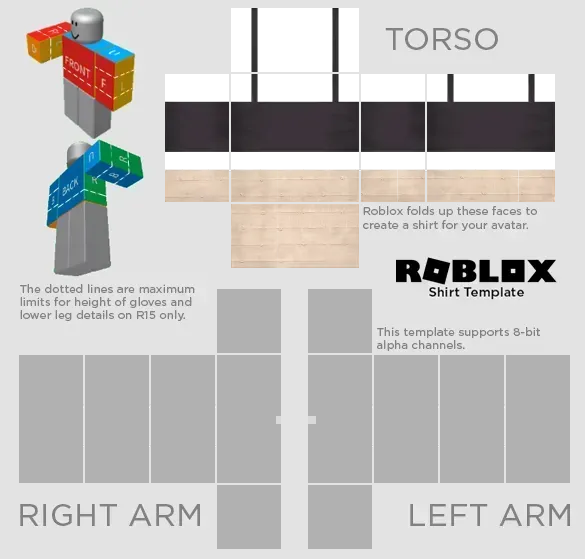 TORSO
FRONT
F
L
U
BACK
B
R
Roblox folds up these faces to
create a shirt for your avatar.
ROBLOX
Shirt Template
The dotted lines are maximum
limits for height of gloves and
lower leg details on R15 only.
This template supports 8-bit
alpha channels.
RIGHT ARM
LEFT ARM